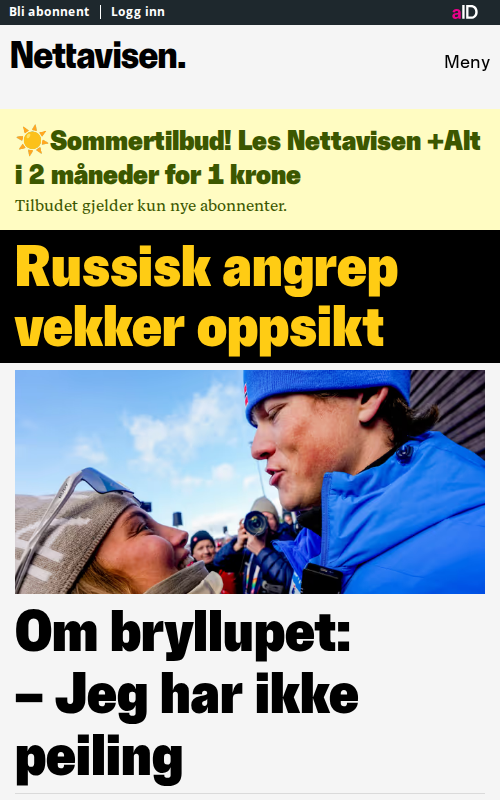 Bli abonnent
Logg inn
aID
Nettavisen.
Meny
☀️Sommertilbud! Les Nettavisen +Alt
i 2 måneder for 1 krone
Tilbudet gjelder kun nye abonnenter.
Russisk angrep
vekker oppsikt
Om bryllupet:
– Jeg har ikke
peiling